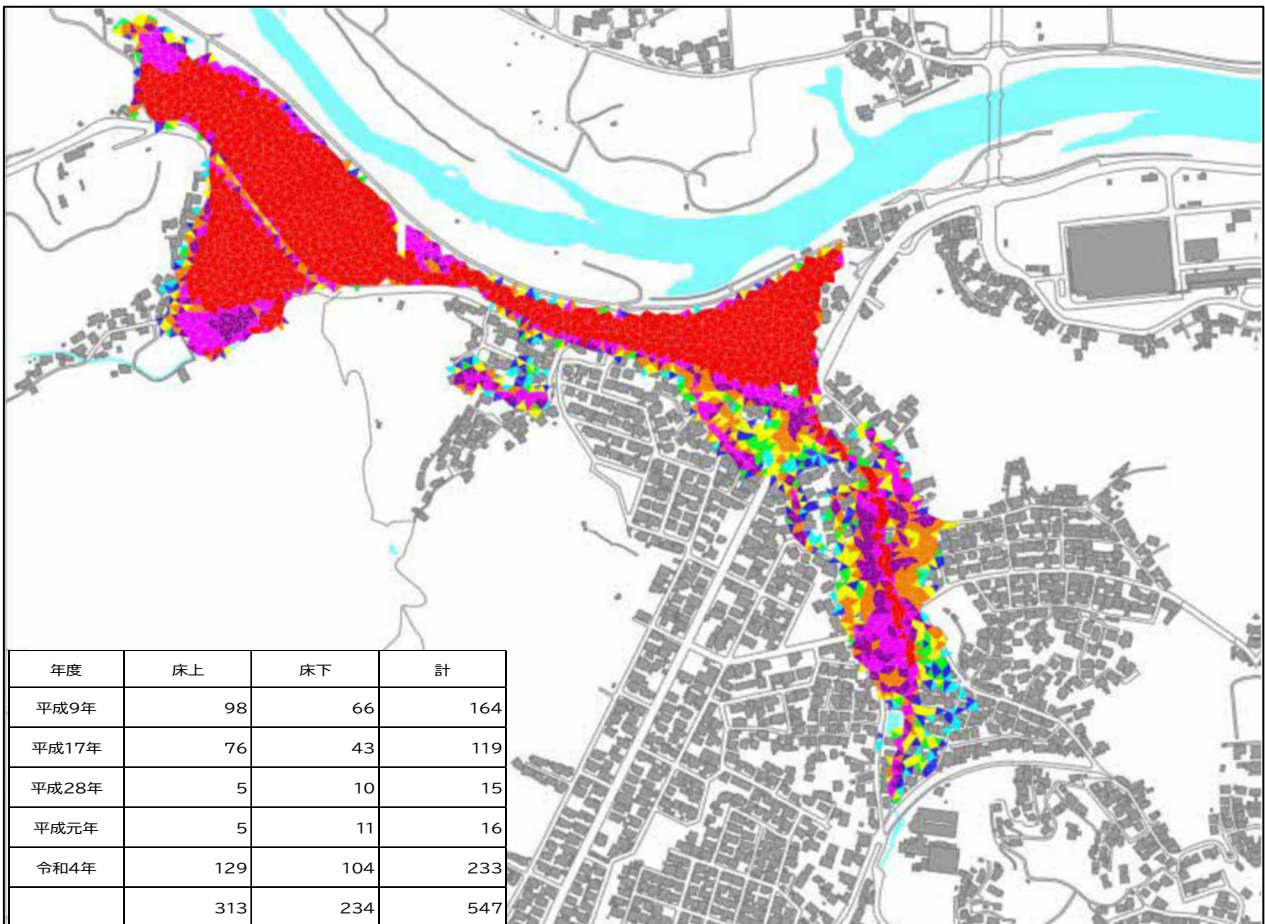 年度 床上 床下 計
平成9年 98 66 164
平成17年 76 43 119
平成28年 5 10 15
平成元年 5 11 16
令和4年 129 104 233
313 234 547